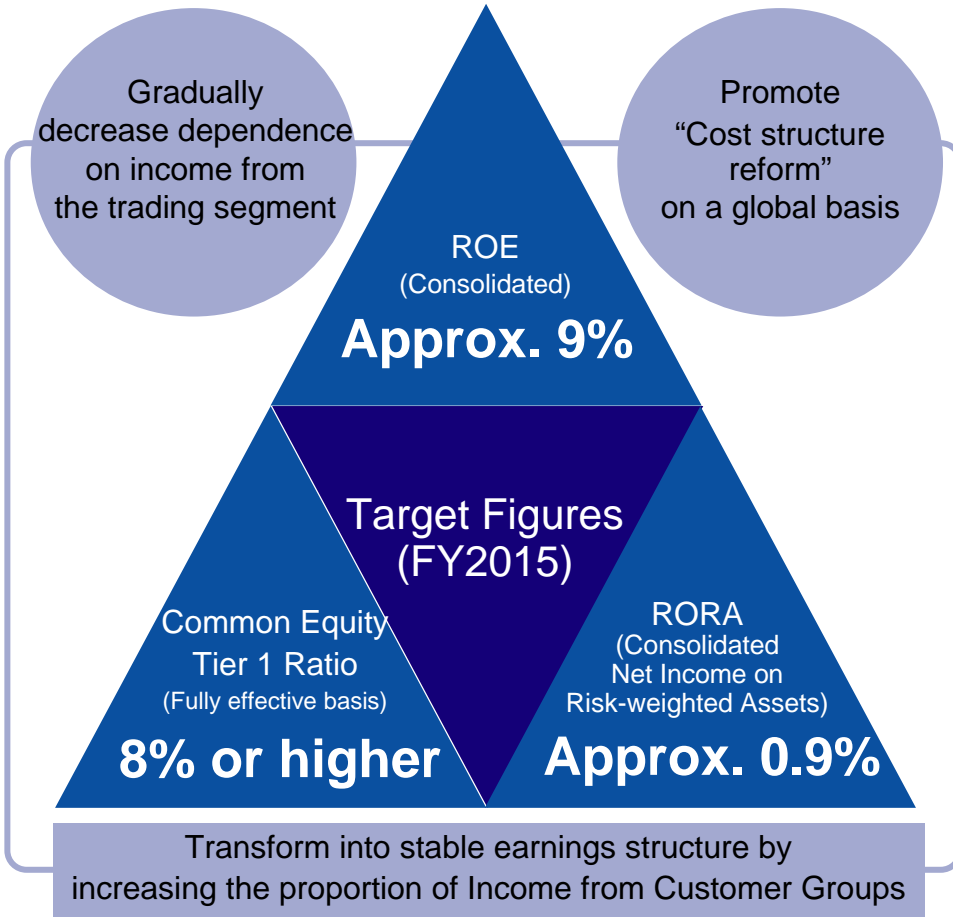 Gradually
decrease dependence
on income from
the trading segment
Promote
“Cost structure
reform”
on a global basis
ROE
(Consolidated)
Approx. 9%
Target Figures
(FY2015)
Common Equity
Tier 1 Ratio
(Fully effective basis)
8% or higher
RORA
(Consolidated
Net Income on
Risk-weighted Assets)
Approx. 0.9%
Transform into stable earnings structure by
increasing the proportion of Income from Customer Groups